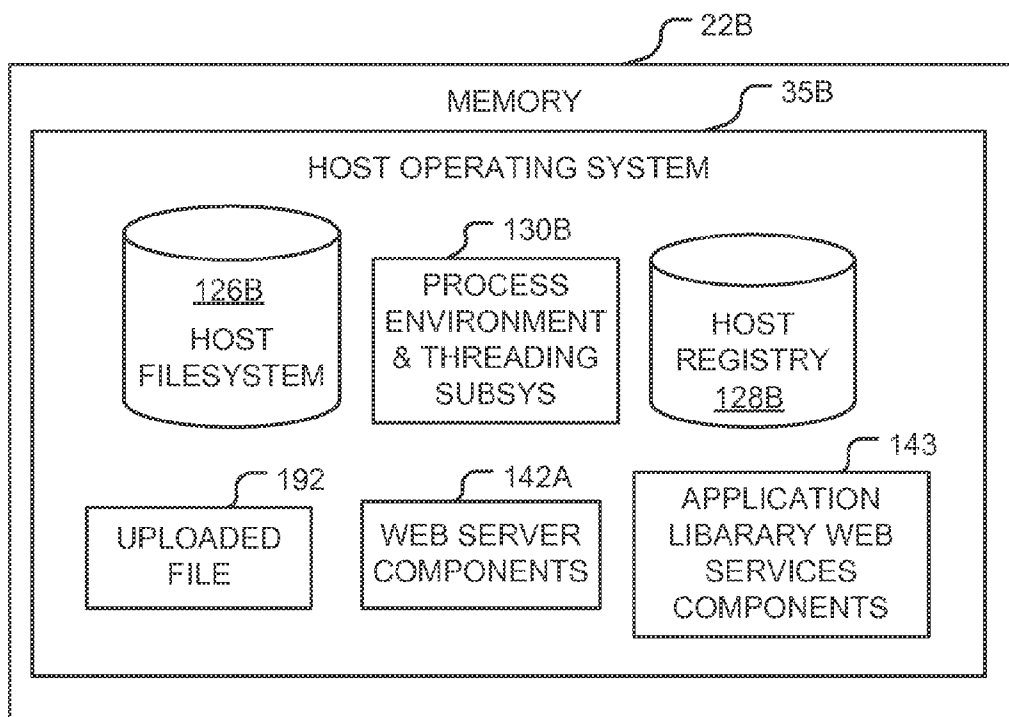 22B
MEMORY
35B
HOST OPERATING SYSTEM
126B
HOST
FILESYSTEM
130B
PROCESS
ENVIRONMENT
& THREADING
SUBSYS
HOST
REGISTRY
128B
192
UPLOADED
FILE
142A
WEB SERVER
COMPONENTS
143
APPLICATION
LIBARARY WEB
SERVICES
COMPONENTS